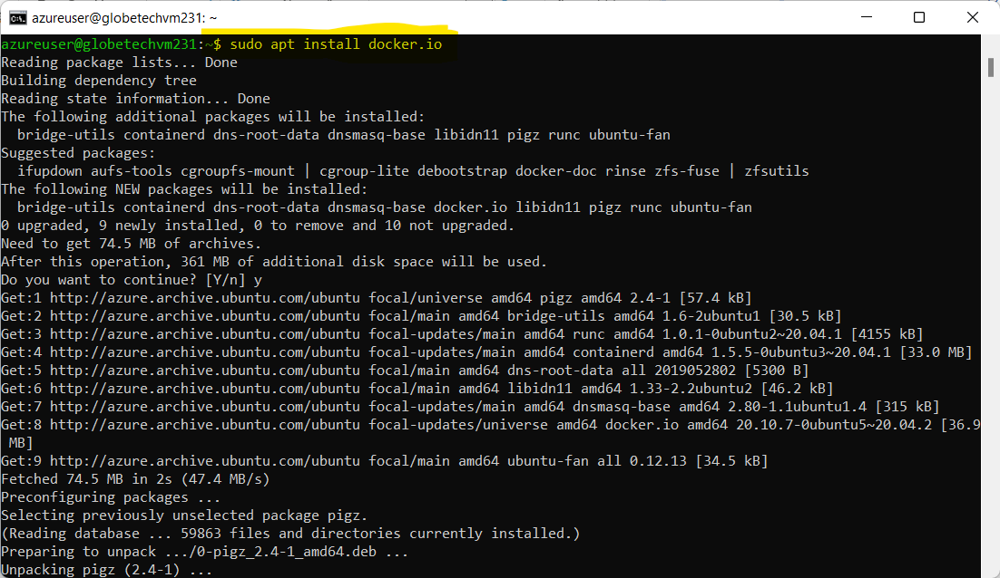 azureuser@globetechvm231: ~
azureuser@globetechvm231:~$ sudo apt install docker.io
Reading package lists... Done
Building dependency tree
Reading state information... Done
The following additional packages will be installed:
  bridge-utils containerd dns-root-data dnsmasq-base libidn11 pigz runc ubuntu-fan
Suggested packages:
  ifupdown aufs-tools cgroupfs-mount | cgroup-lite debootstrap docker-doc rinse zfs-fuse | zfsutils
The following NEW packages will be installed:
  bridge-utils containerd dns-root-data dnsmasq-base docker.io libidn11 pigz runc ubuntu-fan
0 upgraded, 9 newly installed, 0 to remove and 10 not upgraded.
Need to get 74.5 MB of archives.
After this operation, 361 MB of additional disk space will be used.
Do you want to continue? [Y/n] y
Get:1 http://azure.archive.ubuntu.com/ubuntu focal/universe amd64 pigz amd64 2.4-1 [57.4 kB]
Get:2 http://azure.archive.ubuntu.com/ubuntu focal/main amd64 bridge-utils amd64 1.6-2ubuntu1 [30.5 kB]
Get:3 http://azure.archive.ubuntu.com/ubuntu focal-updates/main amd64 runc amd64 1.0.1-0ubuntu2~20.04.1 [4155 kB]
Get:4 http://azure.archive.ubuntu.com/ubuntu focal-updates/main amd64 containerd amd64 1.5.5-0ubuntu3~20.04.1 [33.0 MB]
Get:5 http://azure.archive.ubuntu.com/ubuntu focal/main amd64 dns-root-data all 2019052802 [5300 B]
Get:6 http://azure.archive.ubuntu.com/ubuntu focal/main amd64 libidn11 amd64 1.33-2.2ubuntu2 [46.2 kB]
Get:7 http://azure.archive.ubuntu.com/ubuntu focal-updates/main amd64 dnsmasq-base amd64 2.80-1.1ubuntu1.4 [315 kB]
Get:8 http://azure.archive.ubuntu.com/ubuntu focal-updates/universe amd64 docker.io amd64 20.10.7-0ubuntu5~20.04.2 [36.9
 MB]
Get:9 http://azure.archive.ubuntu.com/ubuntu focal/main amd64 ubuntu-fan all 0.12.13 [34.5 kB]
Fetched 74.5 MB in 2s (47.4 MB/s)
Preconfiguring packages ...
Selecting previously unselected package pigz.
(Reading database ... 59863 files and directories currently installed.)
Preparing to unpack .../0-pigz_2.4-1_amd64.deb ...
Unpacking pigz (2.4-1) ...